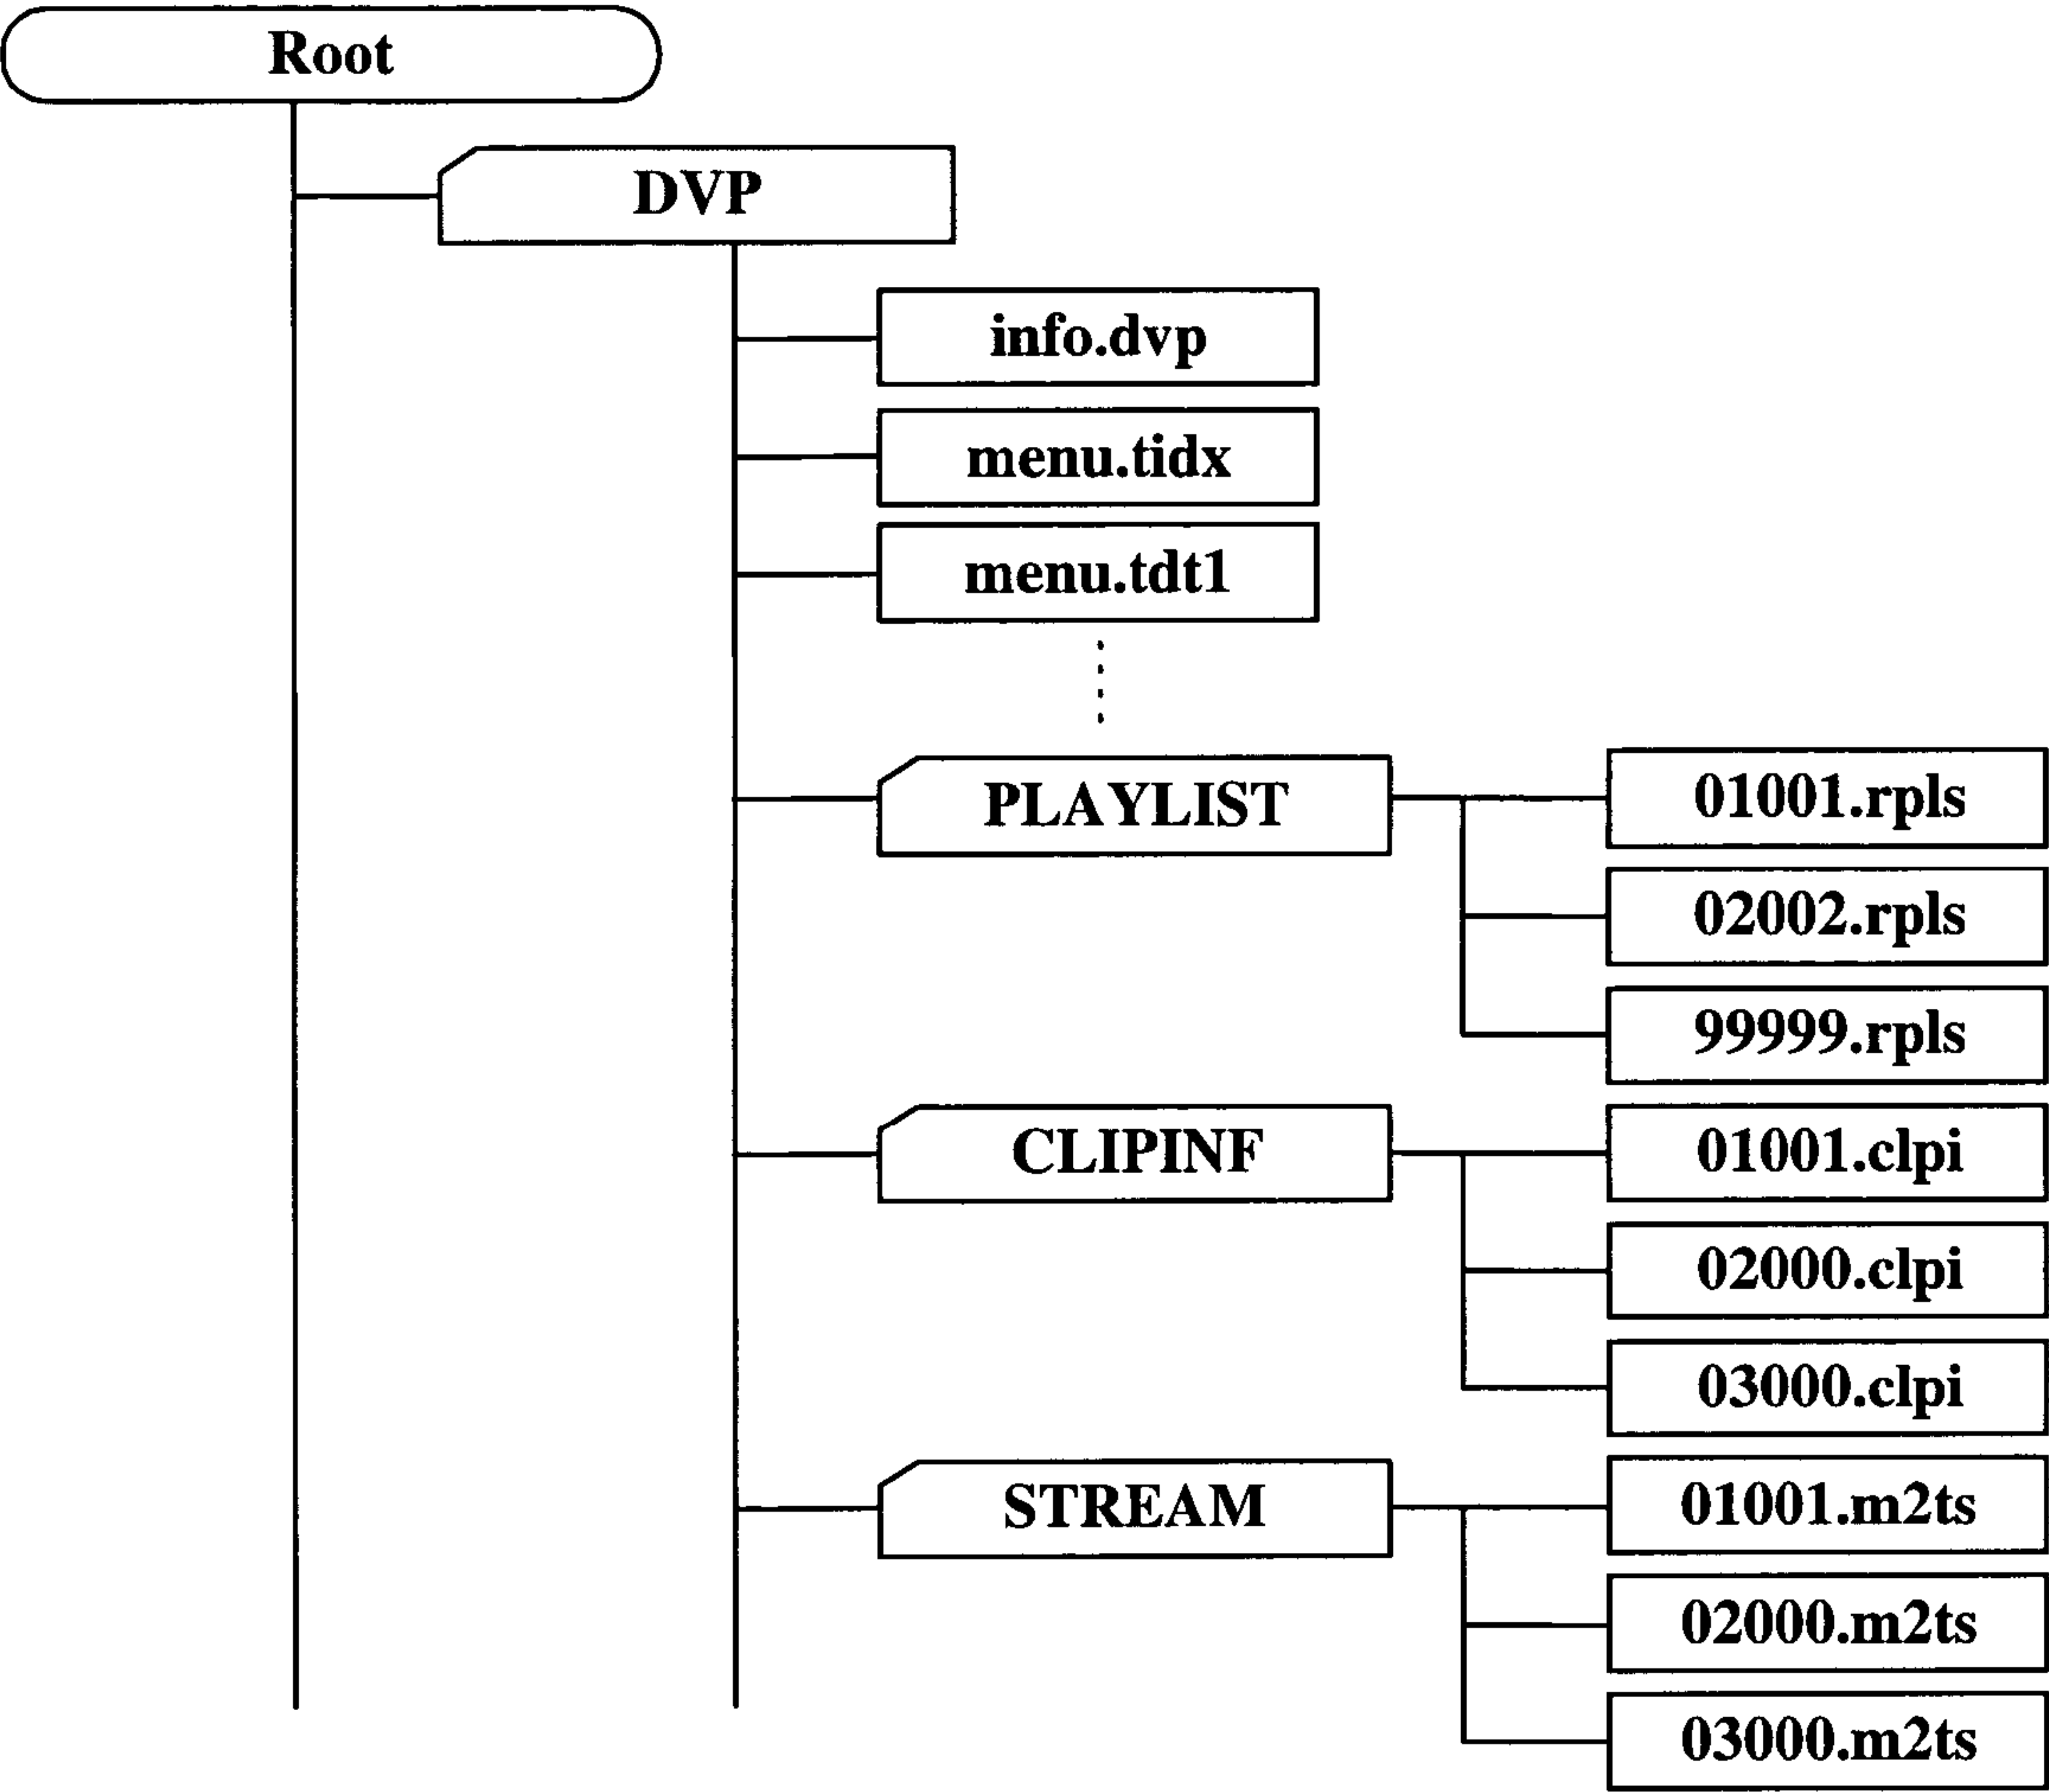 Root
DVP
info.dvp
menu.tidx
menu.tdt1
PLAYLIST
01001.rpls
02002.rpls
99999.rpls
CLIPINF
01001.clpi
02000.clpi
03000.clpi
STREAM
01001.m2ts
02000.m2ts
03000.m2ts